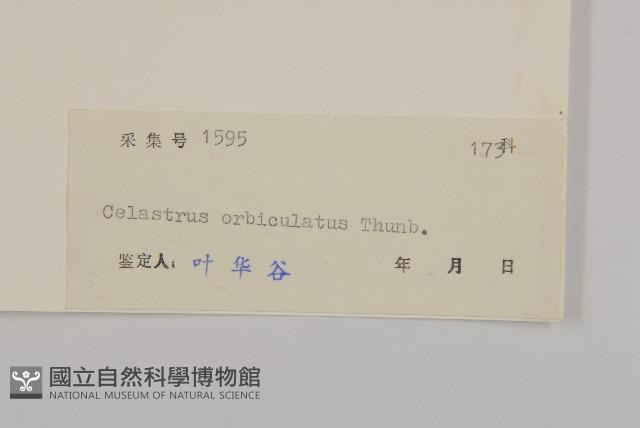 采集号 1595 173科
Celastrus orbiculatus Thunb.
鉴定人: 叶华谷 年 月 日
國立自然科學博物館
NATIONAL MUSEUM OF NATURAL SCIENCE